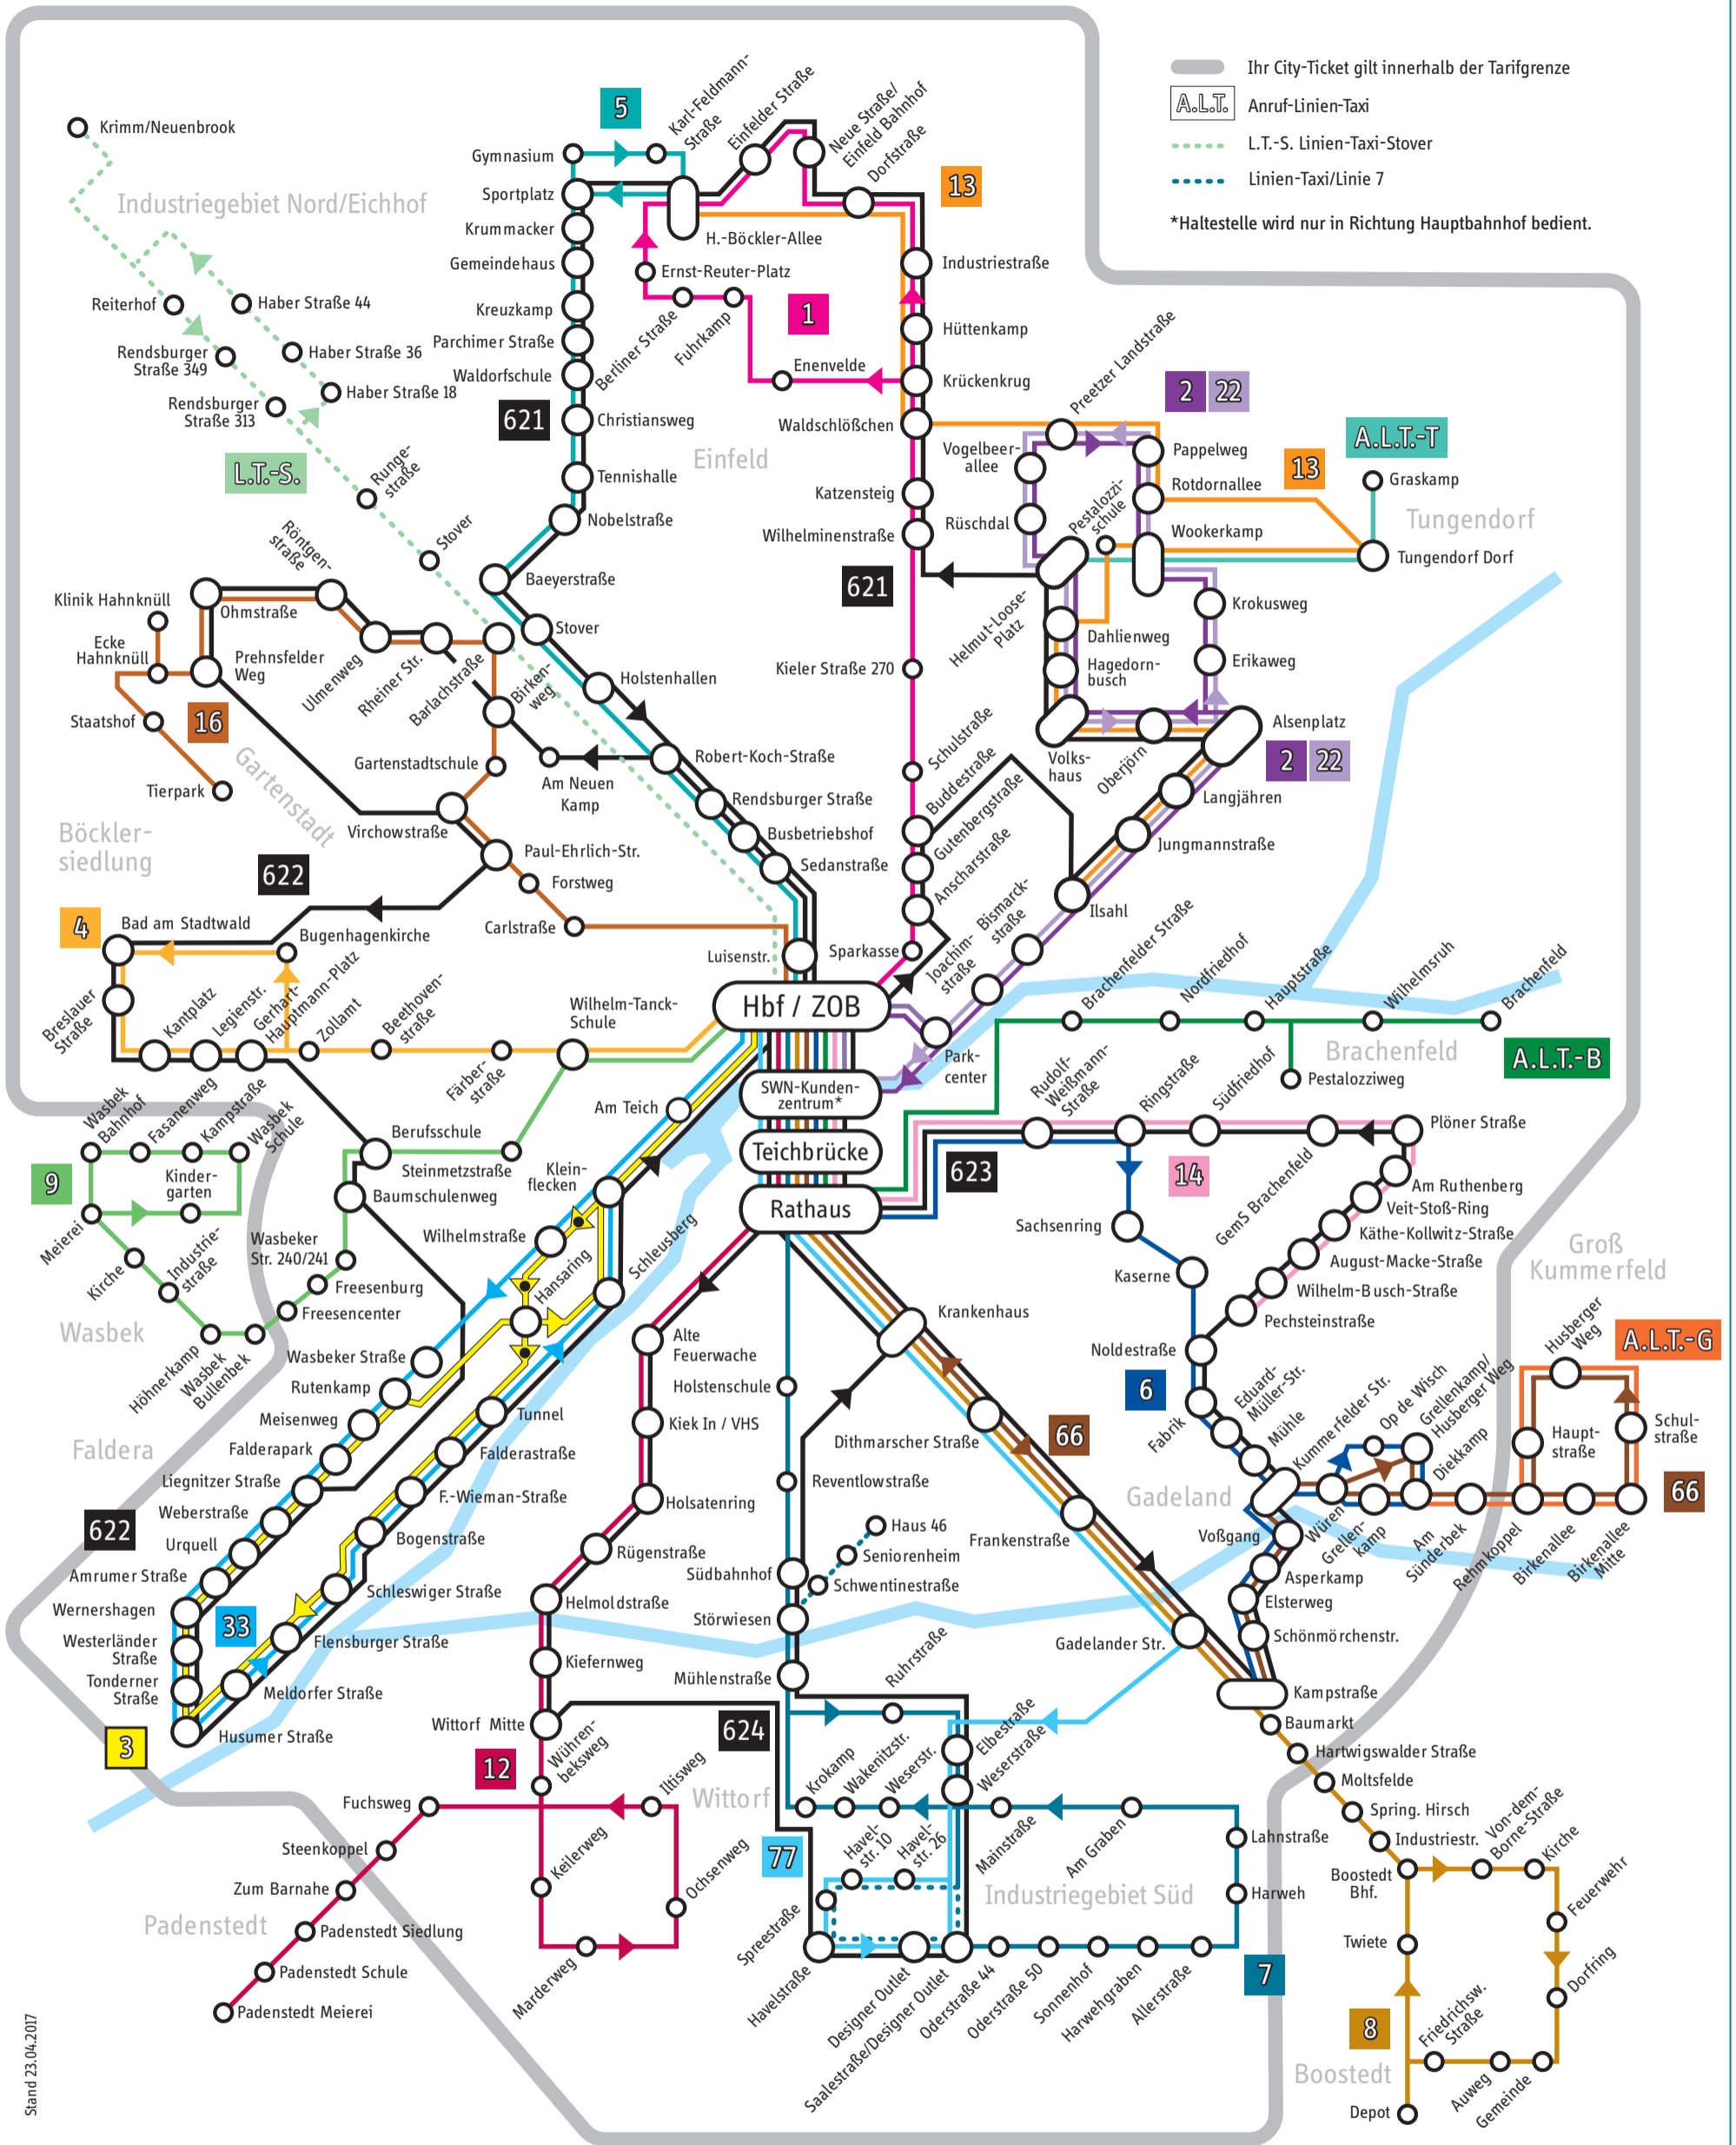 Ihr City-Ticket gilt innerhalb der Tarifgrenze
A.L.T.
Anruf-Linien-Taxi
L.T.-S. Linien-Taxi-Stover
Linien-Taxi/Linie 7
*Haltestelle wird nur in Richtung Hauptbahnhof bedient.
Krimm/Neuenbrook
Industriegebiet Nord/Eichhof
Reiterhof
Haber Straße 44
Rendsburger
Straße 349
Haber Straße 36
Haber Straße 18
Rendsburger
Straße 313
L.T.-S.
Runge-
straße
Stover
5
Gymnasium
Karl-Feldmann-
Straße
Einfelder Straße
Neue Straße/
Einfeld Bahnhof
Dorfstraße
13
Sportplatz
Krummacker
Gemeindehaus
Kreuzkamp
Parchimer Straße
Waldorfschule
621
Christiansweg
Tennishalle
Nobelstraße
Baeyerstraße
Stover
Holstenhallen
Robert-Koch-Straße
Rendsburger Straße
Busbetriebshof
Sedanstraße
Luisenstr.
H.-Böckler-Allee
Ernst-Reuter-Platz
Berliner Straße
Fuhrkamp
1
Enenvelde
Einfeld
Industriestraße
Hüttenkamp
Krückenkrug
Waldschlößchen
Katzensteig
Wilhelminenstraße
621
Kieler Straße 270
Schulstraße
Buddestraße
Gutenbergstraße
Anscharstraße
Sparkasse
Joachim-
straße
Bismarck-
straße
Park-
center
Preetzer Landstraße
2
22
Vogelbeer-
allee
Rüschdal
Pestalozzi-
schule
Pappelweg
Rotdornallee
Wookerkamp
13
A.L.T.-T
Graskamp
Tungendorf
Tungendorf Dorf
Helmut-Loose-
Platz
Dahlienweg
Hagedorn-
busch
Krokusweg
Erikaweg
Volks-
haus
Oberjörn
Alsenplatz
2
22
Langjähren
Jungmannstraße
Ilsahl
Klinik Hahnknüll
Ecke
Hahnknüll
Röntgen-
straße
Ohmstraße
Prehnsfelder
Weg
Ulmenweg
Rheiner Str.
Barlachstraße
Birken-
weg
Staatshof
16
Tierpark
Gartenstadt
Gartenstadtschule
Am Neuen
Kamp
Virchowstraße
Paul-Ehrlich-Str.
Forstweg
Carlstraße
Böckler-
siedlung
622
4
Bad am Stadtwald
Bugenhagenkirche
Breslauer
Straße
Kantplatz
Legienstr.
Gerhart-
Hauptmann-Platz
Zollamt
Beethoven-
straße
Färber-
straße
Wilhelm-Tanck-
Schule
Hbf / ZOB
SWN-Kunden-
zentrum*
Teichbrücke
Rathaus
Brachenfelder Straße
Nordfriedhof
Hauptstraße
Wilhelmsruh
Brachenfeld
Brachenfeld
Pestalozziweg
A.L.T.-B
Rudolf-
Weißmann-
Straße
Ringstraße
Südfriedhof
Plöner Straße
623
14
GemS Brachenfeld
Am Ruthenberg
Veit-Stoß-Ring
Käthe-Kollwitz-Straße
August-Macke-Straße
Wilhelm-Busch-Straße
Pechsteinstraße
Sachsenring
Kaserne
Noldestraße
6
Fabrik
Eduard-
Müller-Str.
Mühle
Kummerfelder Str.
Op de Wisch
Grellenkamp/
Husberger Weg
Diekkamp
Groß
Kummerfeld
Husberger
Weg
A.L.T.-G
Haupt-
straße
Schul-
straße
66
Gadeland
Voßgang
Würen
Grellen-
kamp
Am
Sünderbek
Rehmkoppel
Birkenallee
Birkenallee
Mitte
Asperkamp
Elsterweg
Schönmörchenstr.
Kampstraße
Wasbek
Bahnhof
Fasanenweg
Kampstraße
Wasbek
Schule
9
Kinder-
garten
Meierei
Kirche
Industrie-
straße
Wasbek
Höhnerkamp
Wasbek
Bullenbek
Freesencenter
Freesenburg
Wasbeker
Str. 240/241
Baumschulenweg
Berufsschule
Steinmetzstraße
Am Teich
Klein-
flecken
Wilhelmstraße
Hansaring
Schleusberg
Wasbeker Straße
Rutenkamp
Meisenweg
Falderapark
Liegnitzer Straße
Weberstraße
Urquell
Amrumer Straße
Wernershagen
Westerländer
Straße
Tonderner
Straße
Husumer Straße
Faldera
622
33
3
Tunnel
Falderastraße
F.-Wieman-Straße
Bogenstraße
Schleswiger Straße
Flensburger Straße
Meldorfer Straße
Alte
Feuerwache
Kiek In / VHS
Holsatenring
Rügenstraße
Helmoldstraße
Kiefernweg
Wittorf Mitte
Holstenschule
Reventlowstraße
Südbahnhof
Störwiesen
Mühlenstraße
Haus 46
Seniorenheim
Schwentinestraße
Krankenhaus
Dithmarscher Straße
66
Frankenstraße
Gadelander Str.
624
Ruhrstraße
Elbestraße
Weserstraße
Krokamp
Wakenitzstr.
Weserstr.
Mainstraße
Am Graben
Lahnstraße
Harweh
77
Havel-
str. 10
Havel-
str. 26
Spreestraße
Havelstraße
Designer Outlet
Saalestraße/Designer Outlet
Oderstraße 44
Oderstraße 50
Sonnenhof
Harwehgraben
Allerstraße
Industriegebiet Süd
7
12
Wühren-
beksweg
Iltisweg
Wittorf
Fuchsweg
Steenkoppel
Zum Barnahe
Padenstedt
Padenstedt Siedlung
Padenstedt Schule
Padenstedt Meierei
Keilerweg
Ochsenweg
Marderweg
Baumarkt
Hartwigswalder Straße
Moltsfelde
Spring. Hirsch
Industriestr.
Boostedt
Bhf.
Von-dem-
Borne-Straße
Kirche
Feuerwehr
Twiete
Dorfring
8
Friedrichsw.
Straße
Auweg
Gemeinde
Boostedt
Depot
Stand 23.04.2017